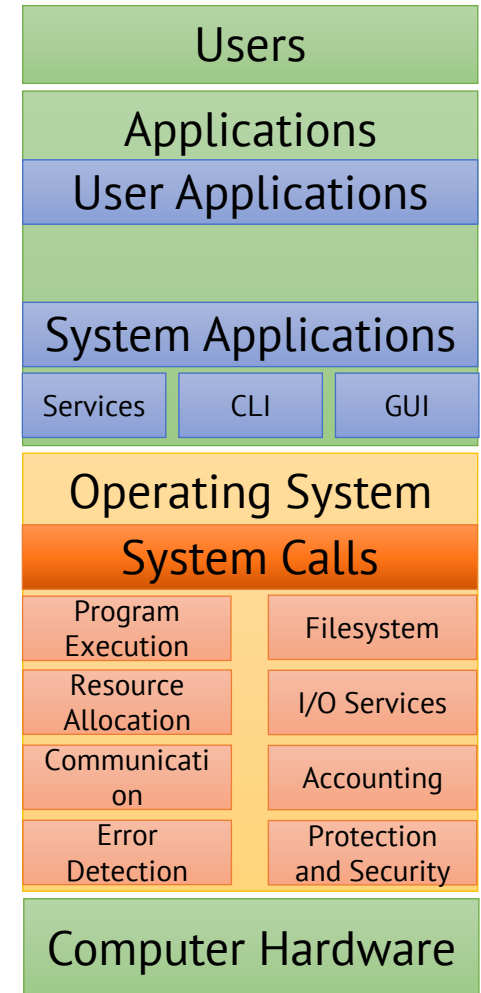 Users
Applications
User Applications
System Applications
Services
CLI
GUI
Operating System
System Calls
Program
Execution
Filesystem
Resource
Allocation
I/O Services
Communicati
on
Accounting
Error
Detection
Protection
and Security
Computer Hardware